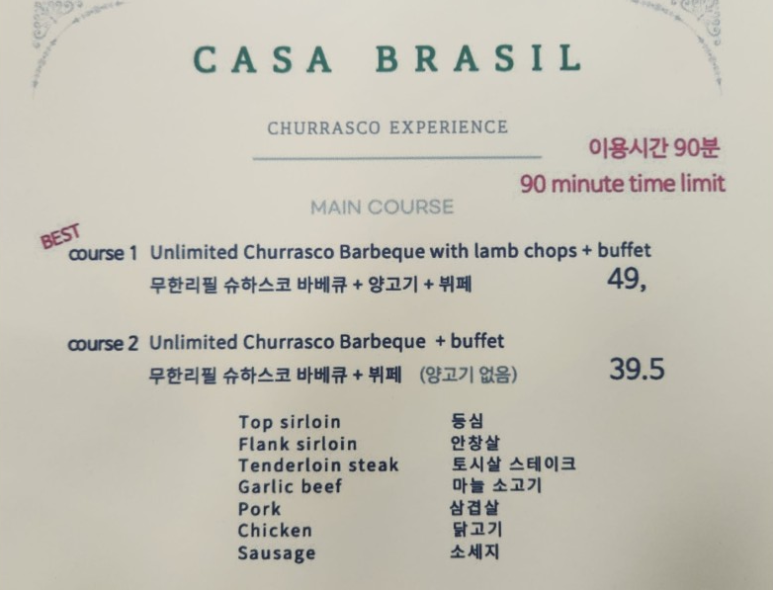 CASA BRASIL
CHURRASCO EXPERIENCE
이용시간 90분
90 minute time limit
MAIN COURSE
BEST
course 1 Unlimited Churrasco Barbeque with lamb chops + buffet
무한리필 슈하스코 바베큐 + 양고기 + 뷔페 49,
course 2 Unlimited Churrasco Barbeque + buffet
무한리필 슈하스코 바베큐 + 뷔페 (양고기 없음) 39.5
Top sirloin 등심
Flank sirloin 안창살
Tenderloin steak 토시살 스테이크
Garlic beef 마늘 소고기
Pork 삼겹살
Chicken 닭고기
Sausage 소세지